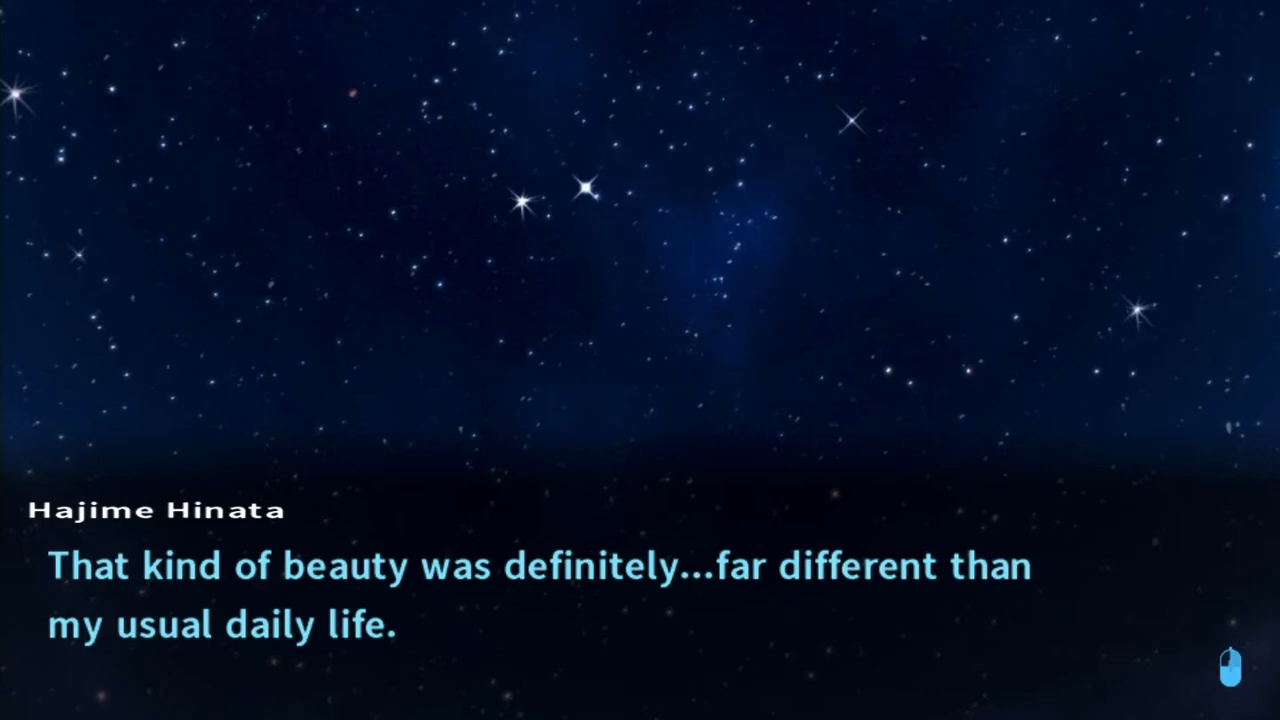 Hajime Hinata
That kind of beauty was definitely...far different than
my usual daily life.